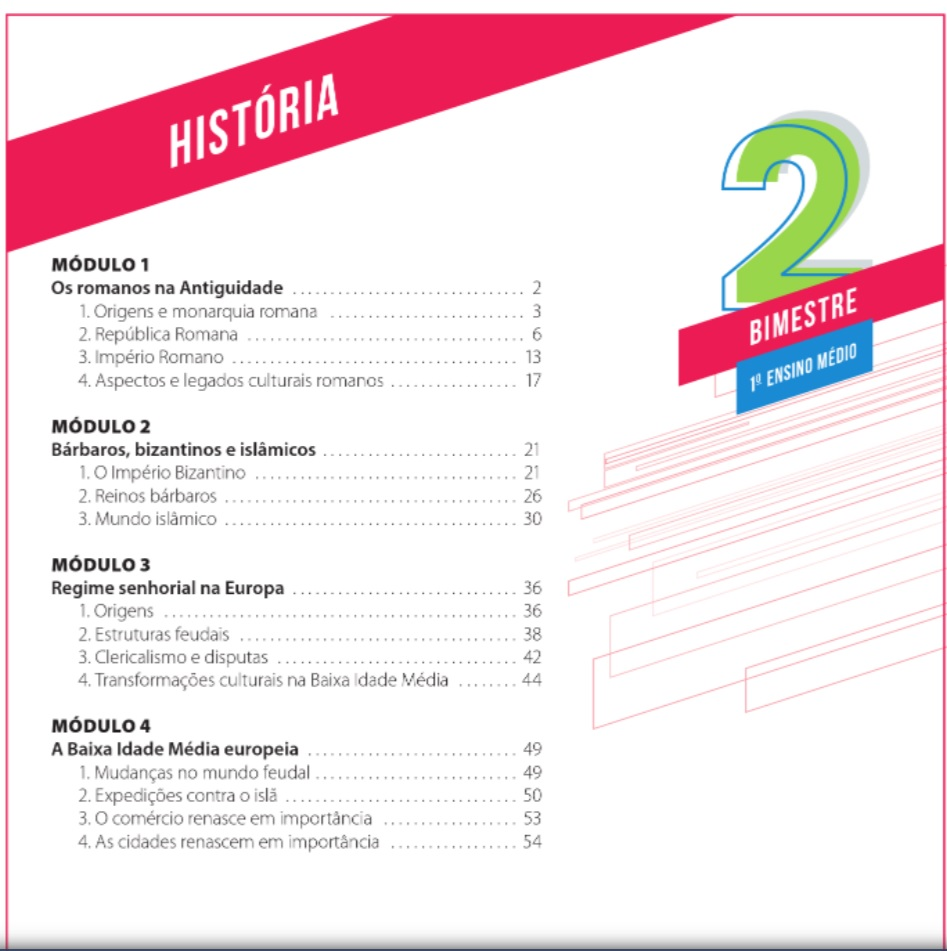 HISTÓRIA
2
BIMESTRE
1º ENSINO MÉDIO
MÓDULO 1
Os romanos na Antiguidade ............................ 2
1. Origens e monarquia romana ......................... 3
2. República Romana .................................. 6
3. Império Romano .................................... 13
4. Aspectos e legados culturais romanos ................ 17
MÓDULO 2
Bárbaros, bizantinos e islâmicos ........................ 21
1. O Império Bizantino ................................. 21
2. Reinos bárbaros .................................... 26
3. Mundo islâmico .................................... 30
MÓDULO 3
Regime senhorial na Europa ............................ 36
1. Origens ........................................... 36
2. Estruturas feudais .................................. 38
3. Clericalismo e disputas .............................. 42
4. Transformações culturais na Baixa Idade Média ........ 44
MÓDULO 4
A Baixa Idade Média europeia .......................... 49
1. Mudanças no mundo feudal ......................... 49
2. Expedições contra o islã ............................. 50
3. O comércio renasce em importância ................. 53
4. As cidades renascem em importância ................ 54